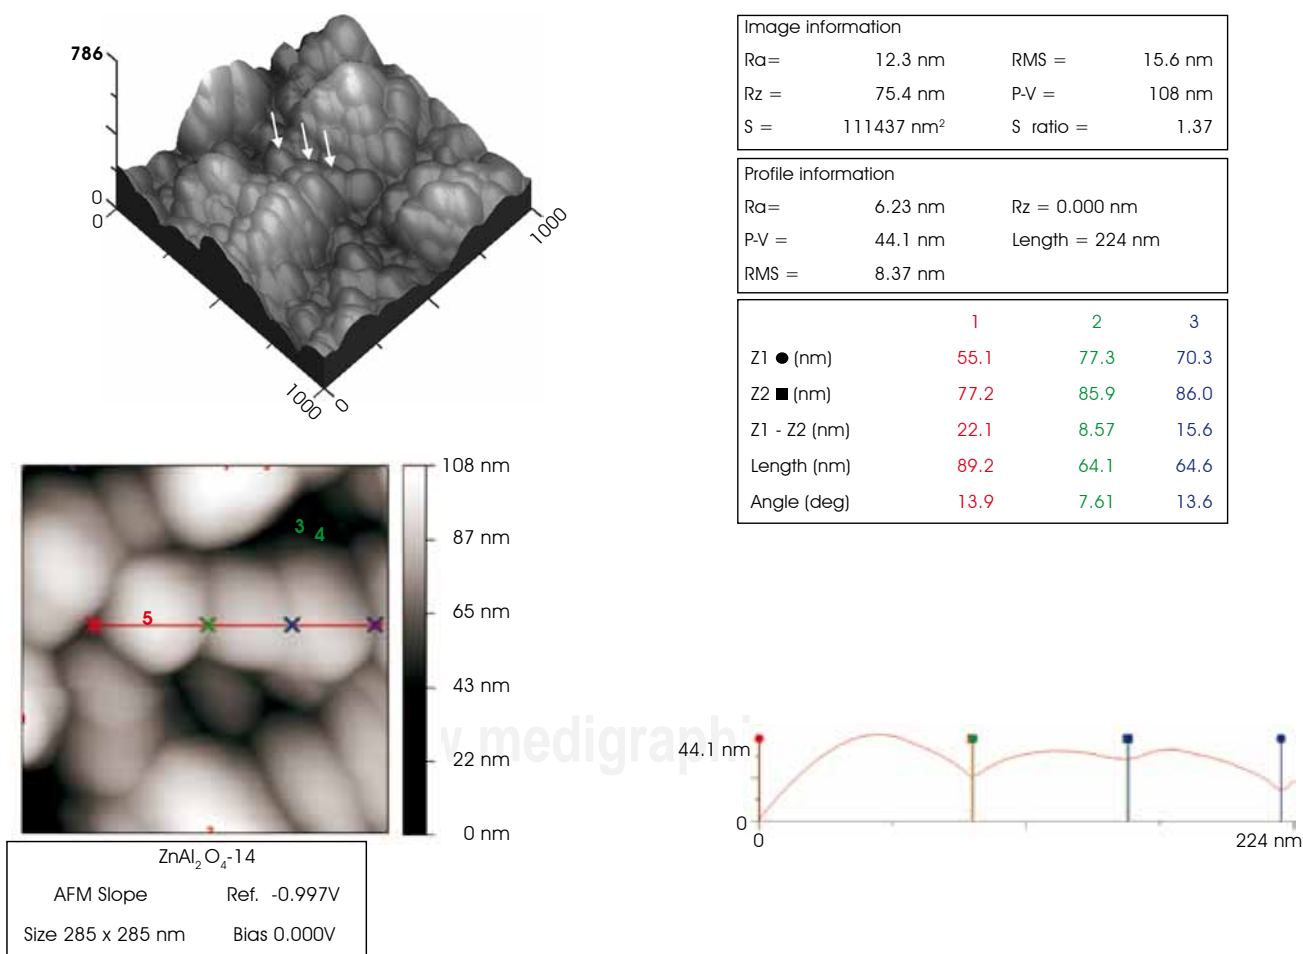 786
0
0
1000
1000
0
Image information
Ra= 12.3 nm RMS = 15.6 nm
Rz = 75.4 nm P-V = 108 nm
S = 111437 nm² S ratio = 1.37
Profile information
Ra= 6.23 nm Rz = 0.000 nm
P-V = 44.1 nm Length = 224 nm
RMS = 8.37 nm
1 2 3
Z1 ● (nm) 55.1 77.3 70.3
Z2 ■ (nm) 77.2 85.9 86.0
Z1 - Z2 (nm) 22.1 8.57 15.6
Length (nm) 89.2 64.1 64.6
Angle (deg) 13.9 7.61 13.6
108 nm
87 nm
65 nm
43 nm
22 nm
0 nm
3 4
5
ZnAl₂O₄-14
AFM Slope Ref. -0.997V
Size 285 x 285 nm Bias 0.000V
44.1 nm
0
0 224 nm